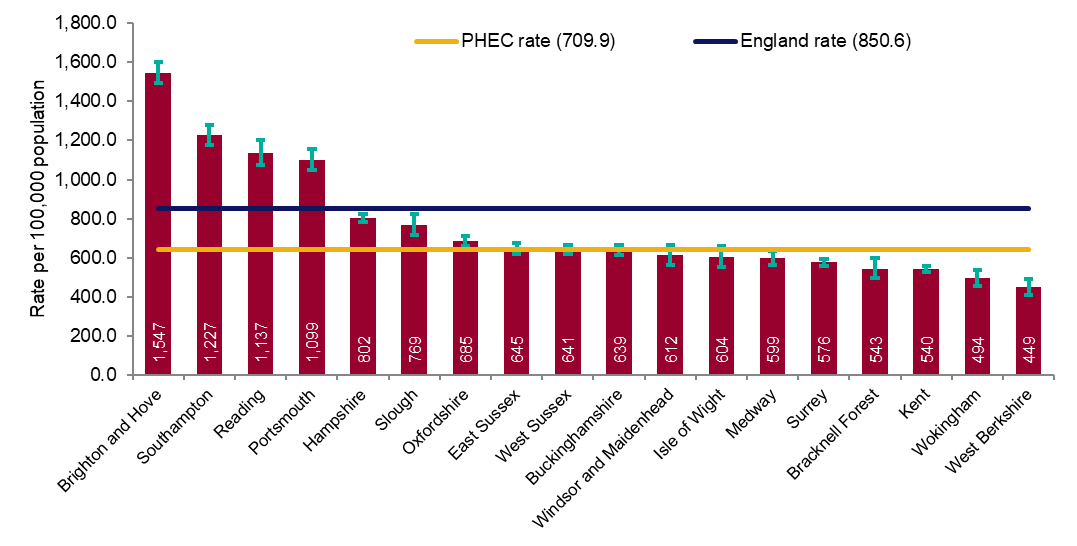 1,800.0
PHEC rate (709.9) England rate (850.6)
1,600.0
1,400.0
1,200.0
1,000.0
800.0
600.0
400.0
200.0
0.0
Rate per 100,000 population
1,547
1,227
1,137
1,099
802
769
685
645
641
639
612
604
599
576
543
540
494
449
Brighton and Hove
Southampton
Reading
Portsmouth
Hampshire
Slough
Oxfordshire
East Sussex
West Sussex
Buckinghamshire
Windsor and Maidenhead
Isle of Wight
Medway
Surrey
Bracknell Forest
Kent
Wokingham
West Berkshire